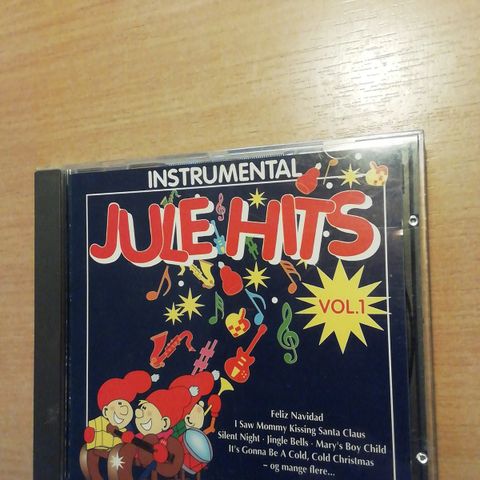 INSTRUMENTAL
JULE HITS
VOL.1
Feliz Navidad
I Saw Mommy Kissing Santa Claus
Silent Night · Jingle Bells · Mary's Boy Child
It's Gonna Be A Cold, Cold Christmas
– og mange flere...